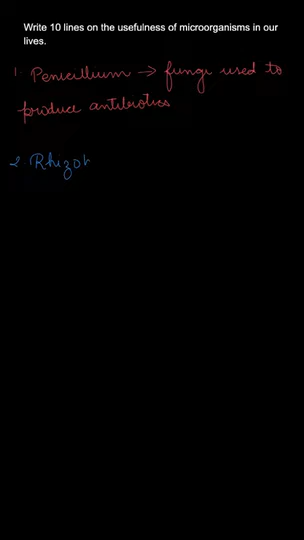 Write 10 lines on the usefulness of microorganisms in our
lives.
1. Penicillium → fungi used to
produce antibiotics
2. Rhizob